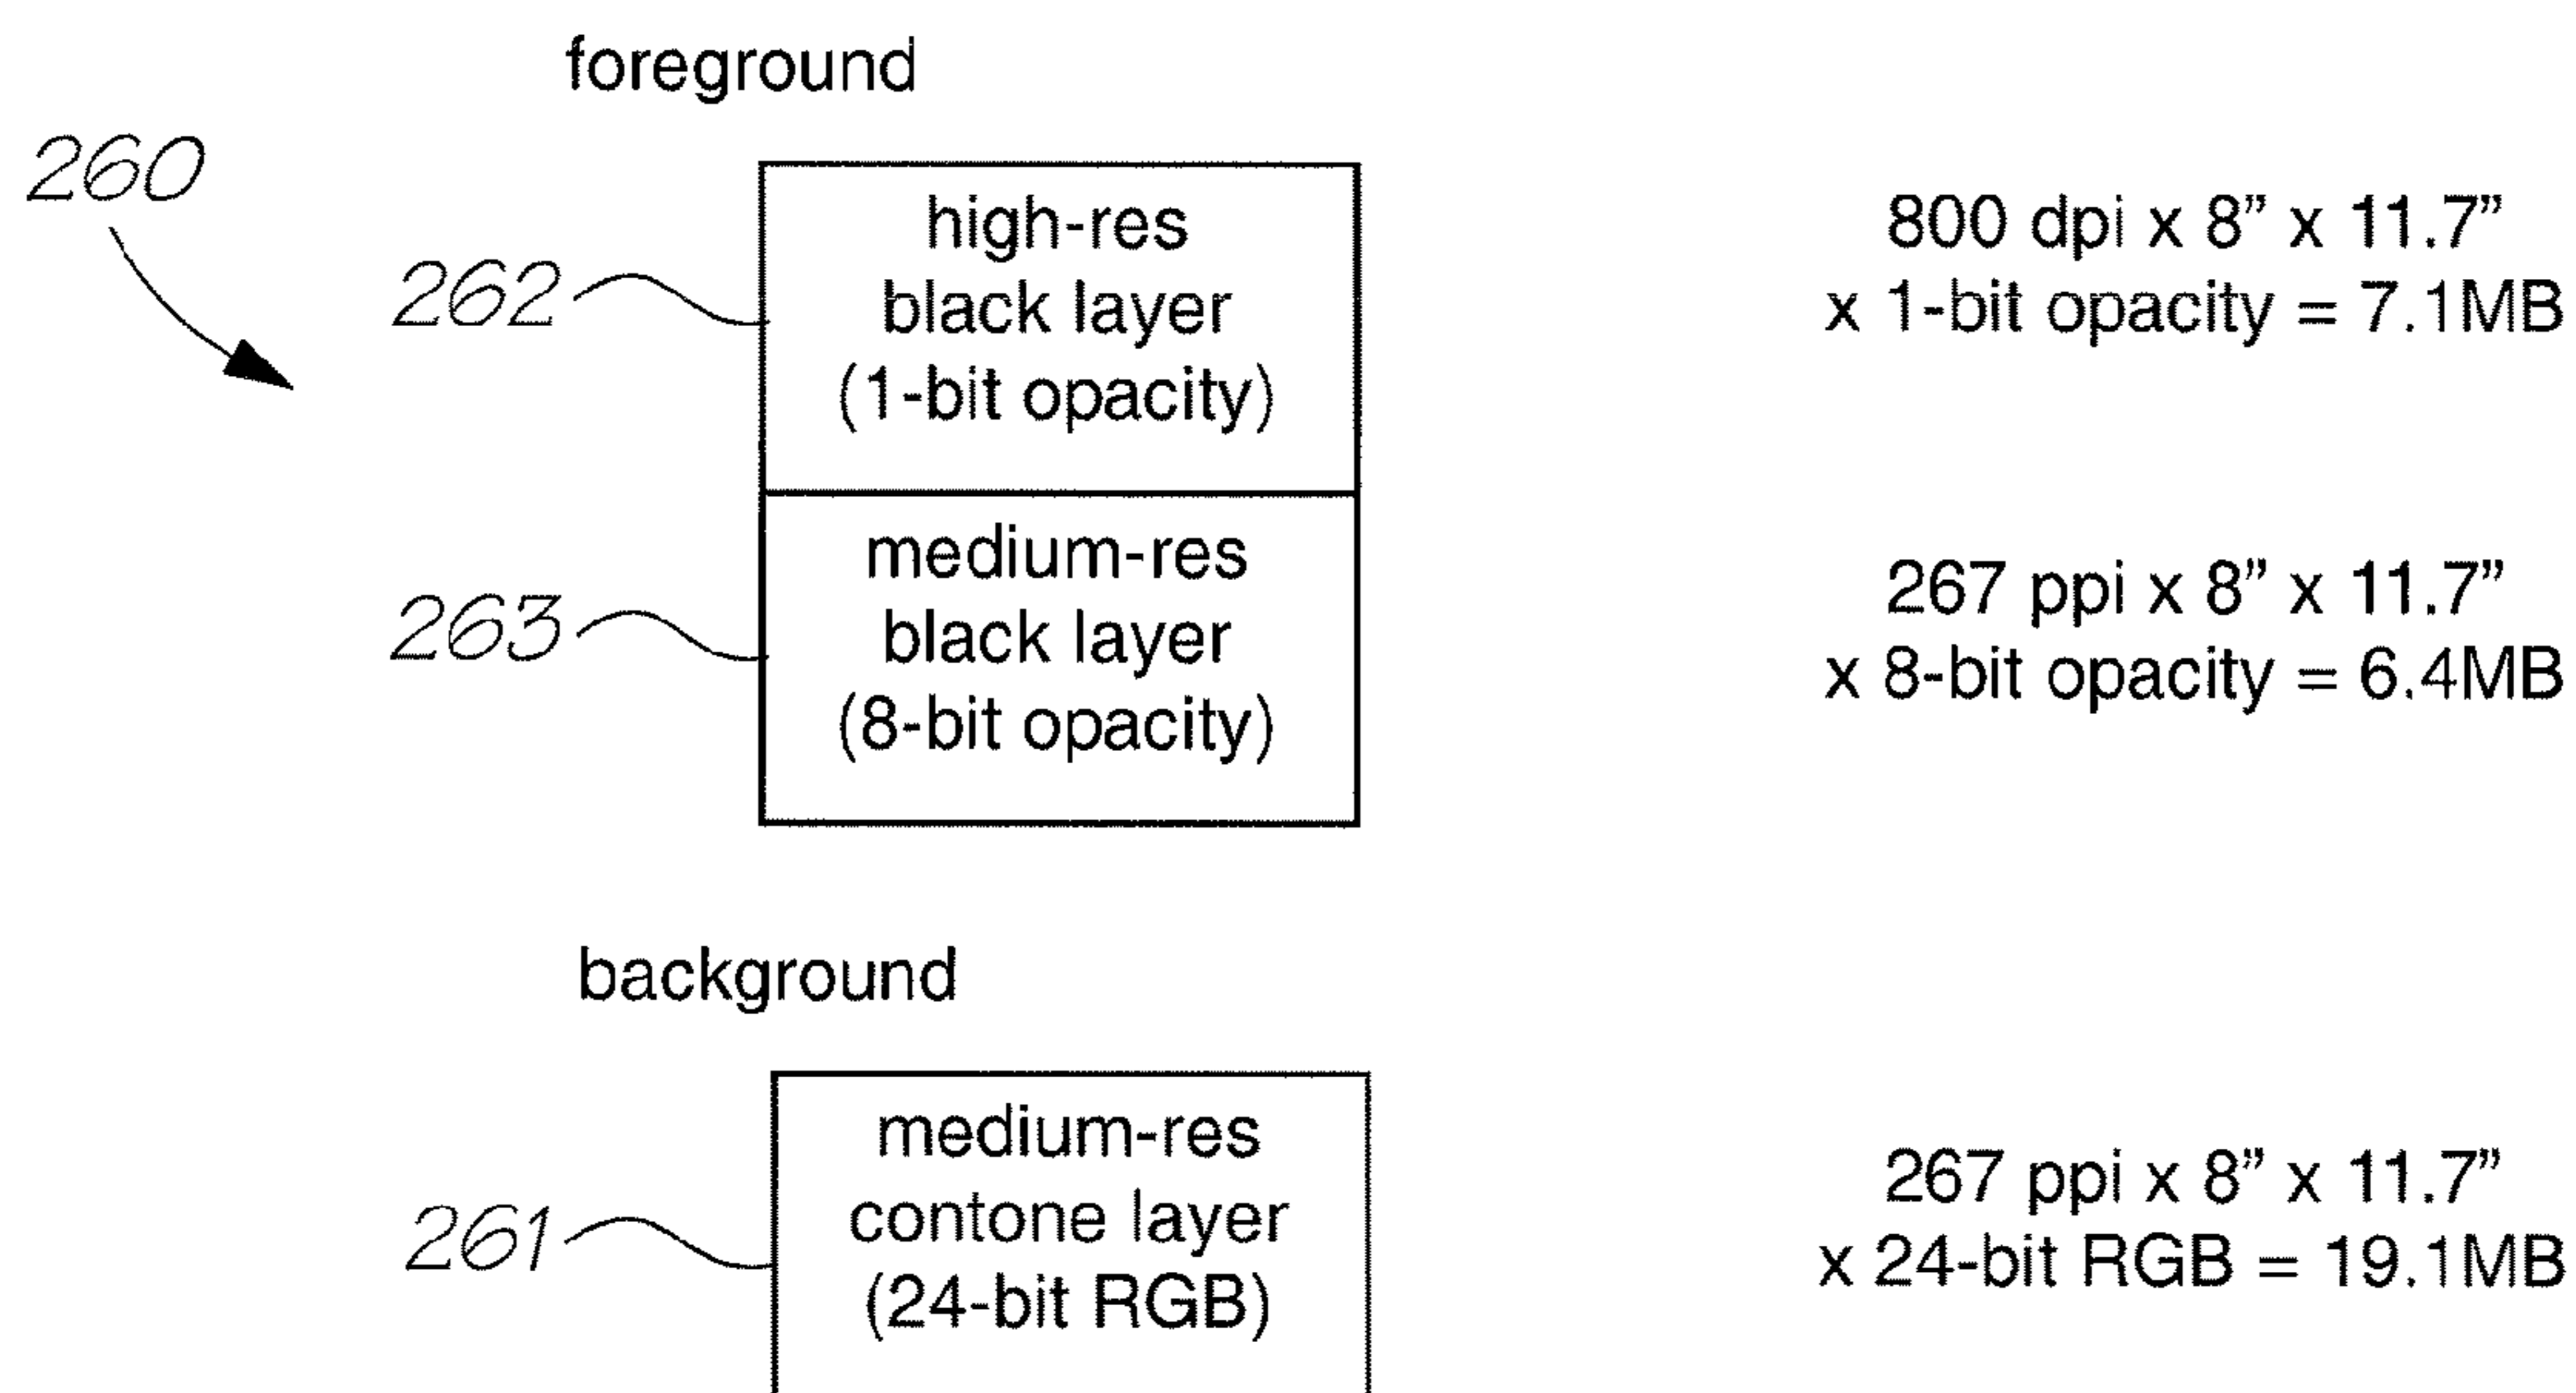 foreground
260
262
high-res
black layer
(1-bit opacity)
800 dpi x 8” x 11.7”
x 1-bit opacity = 7.1MB
263
medium-res
black layer
(8-bit opacity)
267 ppi x 8” x 11.7”
x 8-bit opacity = 6.4MB
background
261
medium-res
contone layer
(24-bit RGB)
267 ppi x 8” x 11.7”
x 24-bit RGB = 19.1MB